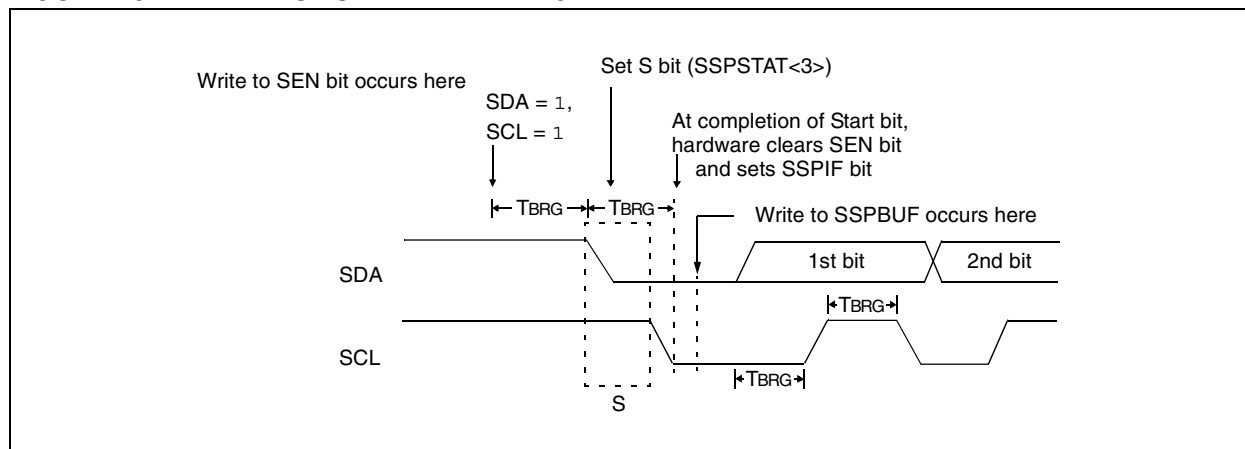 Write to SEN bit occurs here
Set S bit (SSPSTAT<3>)
SDA = 1,
SCL = 1
At completion of Start bit,
hardware clears SEN bit
and sets SSPIF bit
TBRG
TBRG
Write to SSPBUF occurs here
SDA
1st bit
2nd bit
TBRG
SCL
TBRG
S